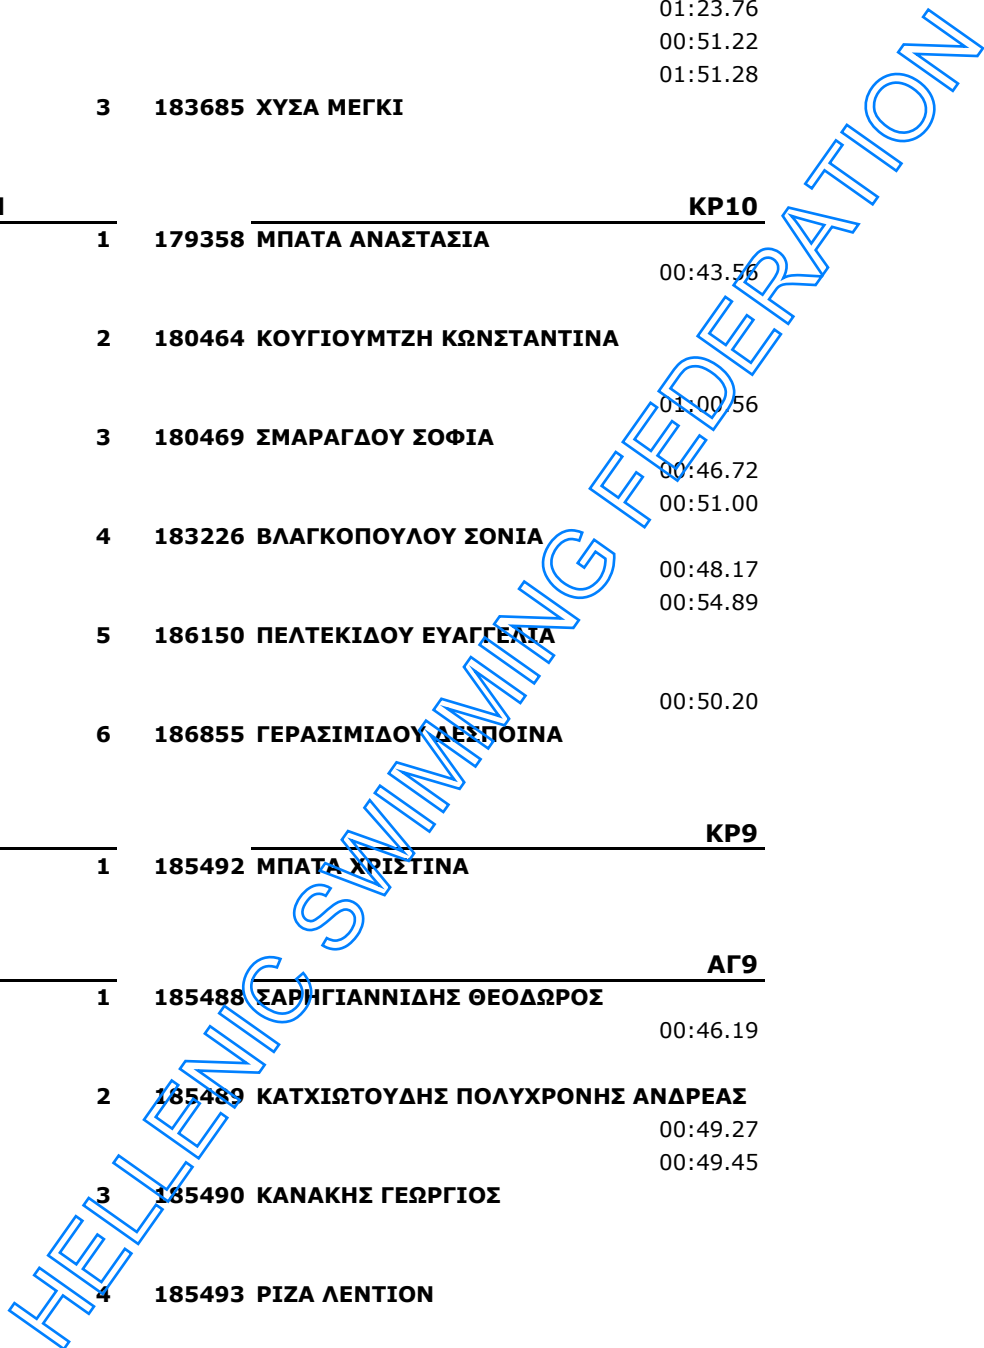 01:23.76
00:51.22
01:51.28
3 183685 ΧΥΣΑ ΜΕΓΚΙ
ΚΡ10
1 179358 ΜΠΑΤΑ ΑΝΑΣΤΑΣΙΑ
00:43.56
2 180464 ΚΟΥΓΙΟΥΜΤΖΗ ΚΩΝΣΤΑΝΤΙΝΑ
01:00.56
3 180469 ΣΜΑΡΑΓΔΟΥ ΣΟΦΙΑ
00:46.72
00:51.00
4 183226 ΒΛΑΓΚΟΠΟΥΛΟΥ ΣΟΝΙΑ
00:48.17
00:54.89
5 186150 ΠΕΛΤΕΚΙΔΟΥ ΕΥΑΓΓΕΛΙΑ
00:50.20
6 186855 ΓΕΡΑΣΙΜΙΔΟΥ ΔΕΣΠΟΙΝΑ
ΚΡ9
1 185492 ΜΠΑΤΑ ΧΡΙΣΤΙΝΑ
ΑΓ9
1 185488 ΣΑΡΗΓΙΑΝΝΙΔΗΣ ΘΕΟΔΩΡΟΣ
00:46.19
2 185489 ΚΑΤΧΙΩΤΟΥΔΗΣ ΠΟΛΥΧΡΟΝΗΣ ΑΝΔΡΕΑΣ
00:49.27
00:49.45
3 185490 ΚΑΝΑΚΗΣ ΓΕΩΡΓΙΟΣ
4 185493 ΡΙΖΑ ΛΕΝΤΙΟΝ
HELLENIC SWIMMING FEDERATION